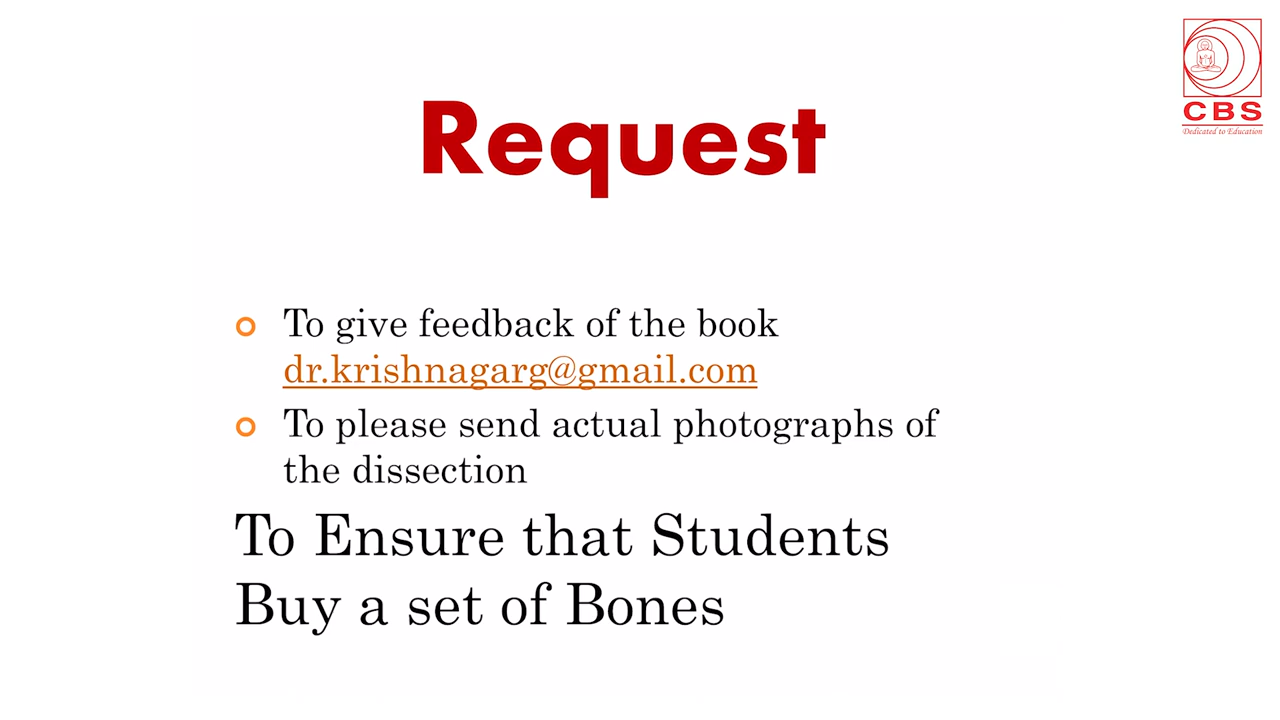 CBS
Dedicated to Education
Request
To give feedback of the book
dr.krishnagarg@gmail.com
To please send actual photographs of
the dissection
To Ensure that Students
Buy a set of Bones